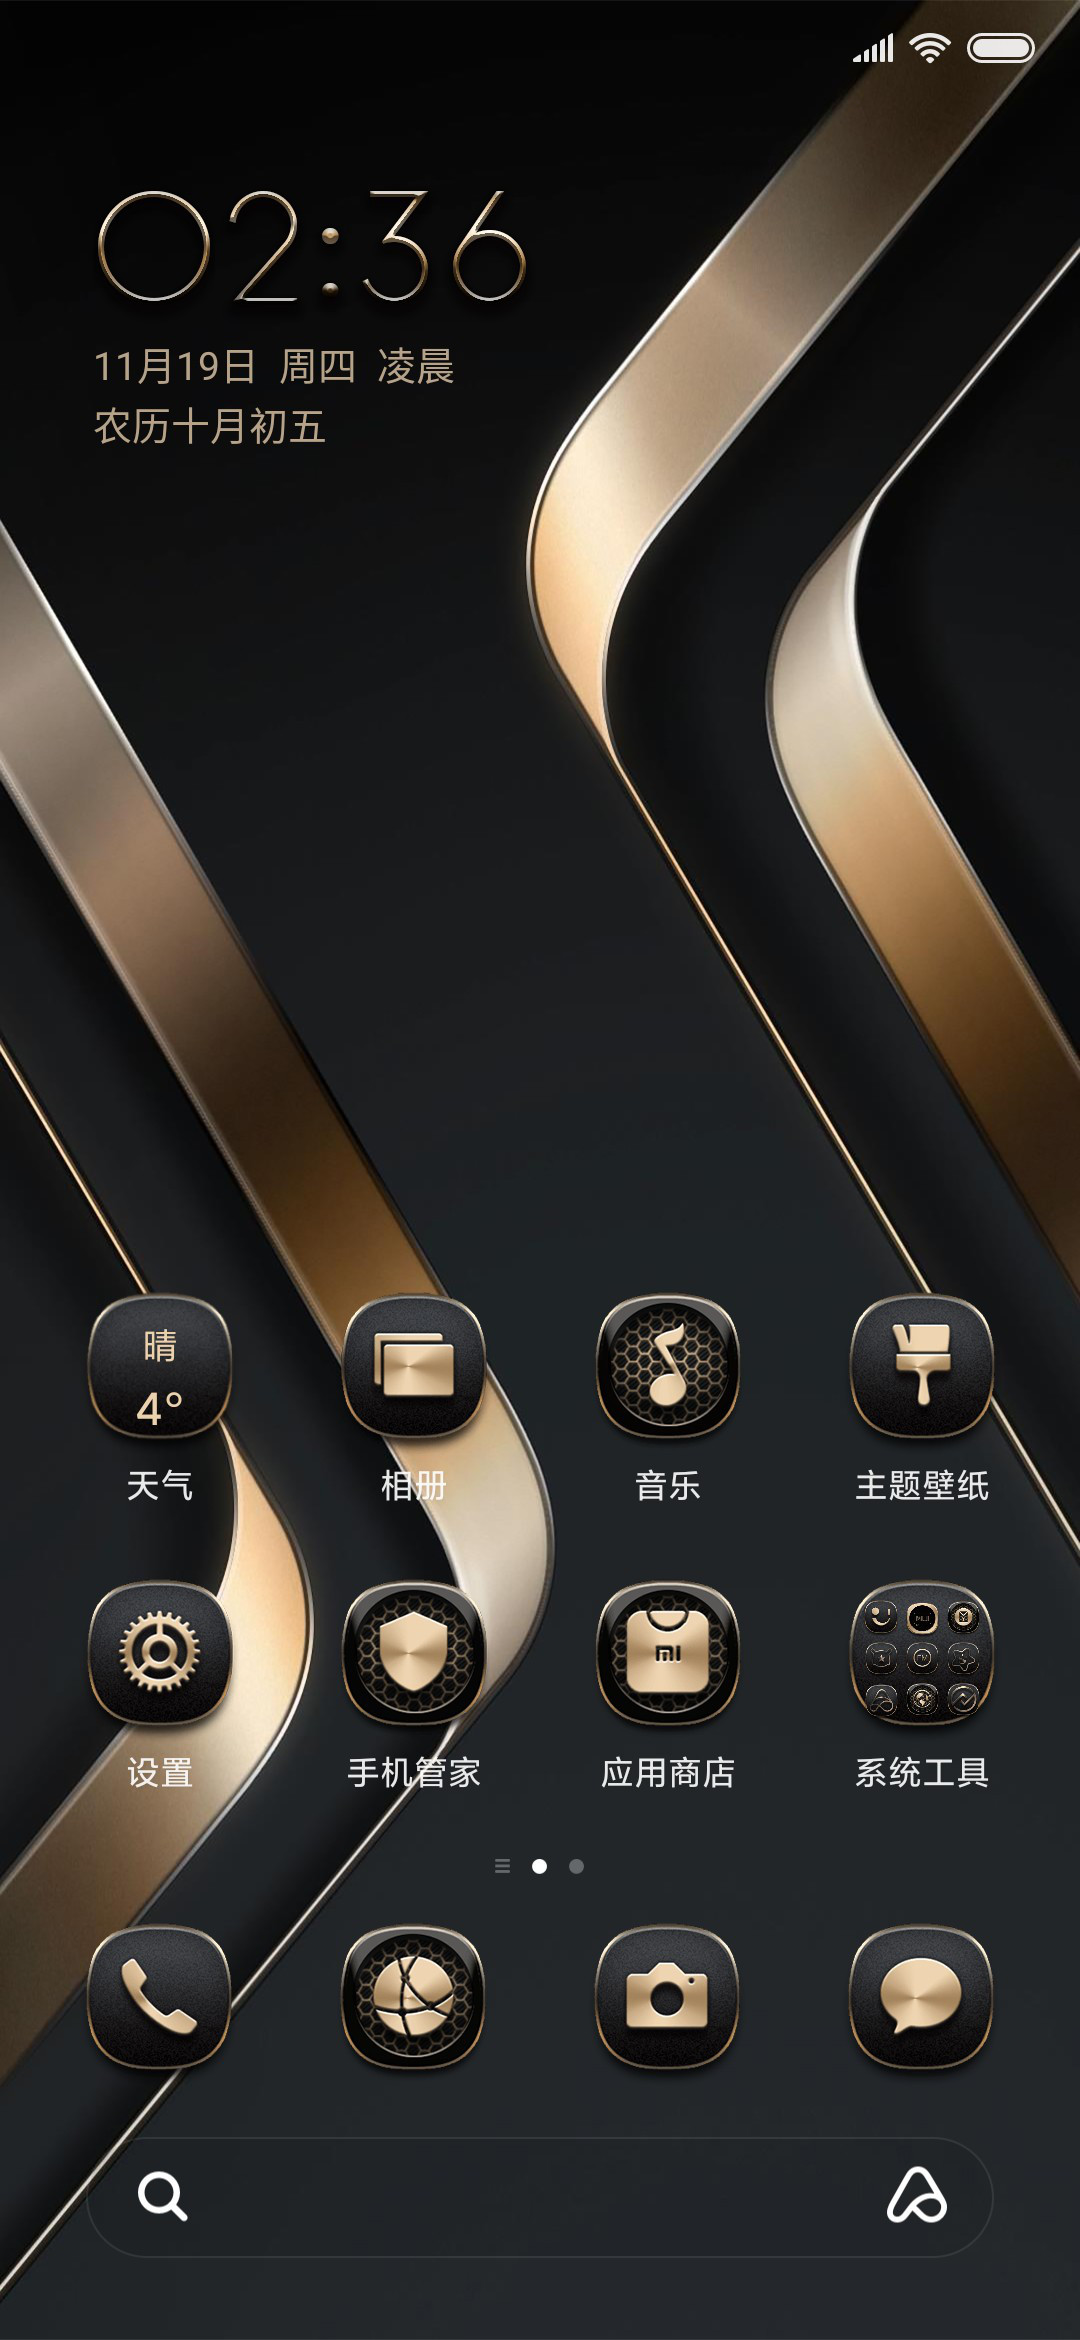 02:36
11月19日 周四 凌晨
农历十月初五
晴
4°
天气
相册
音乐
主题壁纸
mi
设置
手机管家
应用商店
系统工具